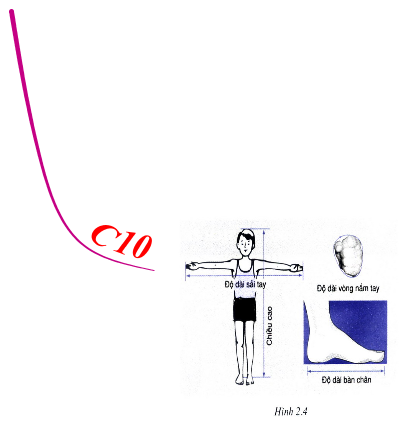 C10
Độ dài sải tay
Chiều cao
Độ dài vòng nắm tay
Độ dài bàn chân
Hình 2.4